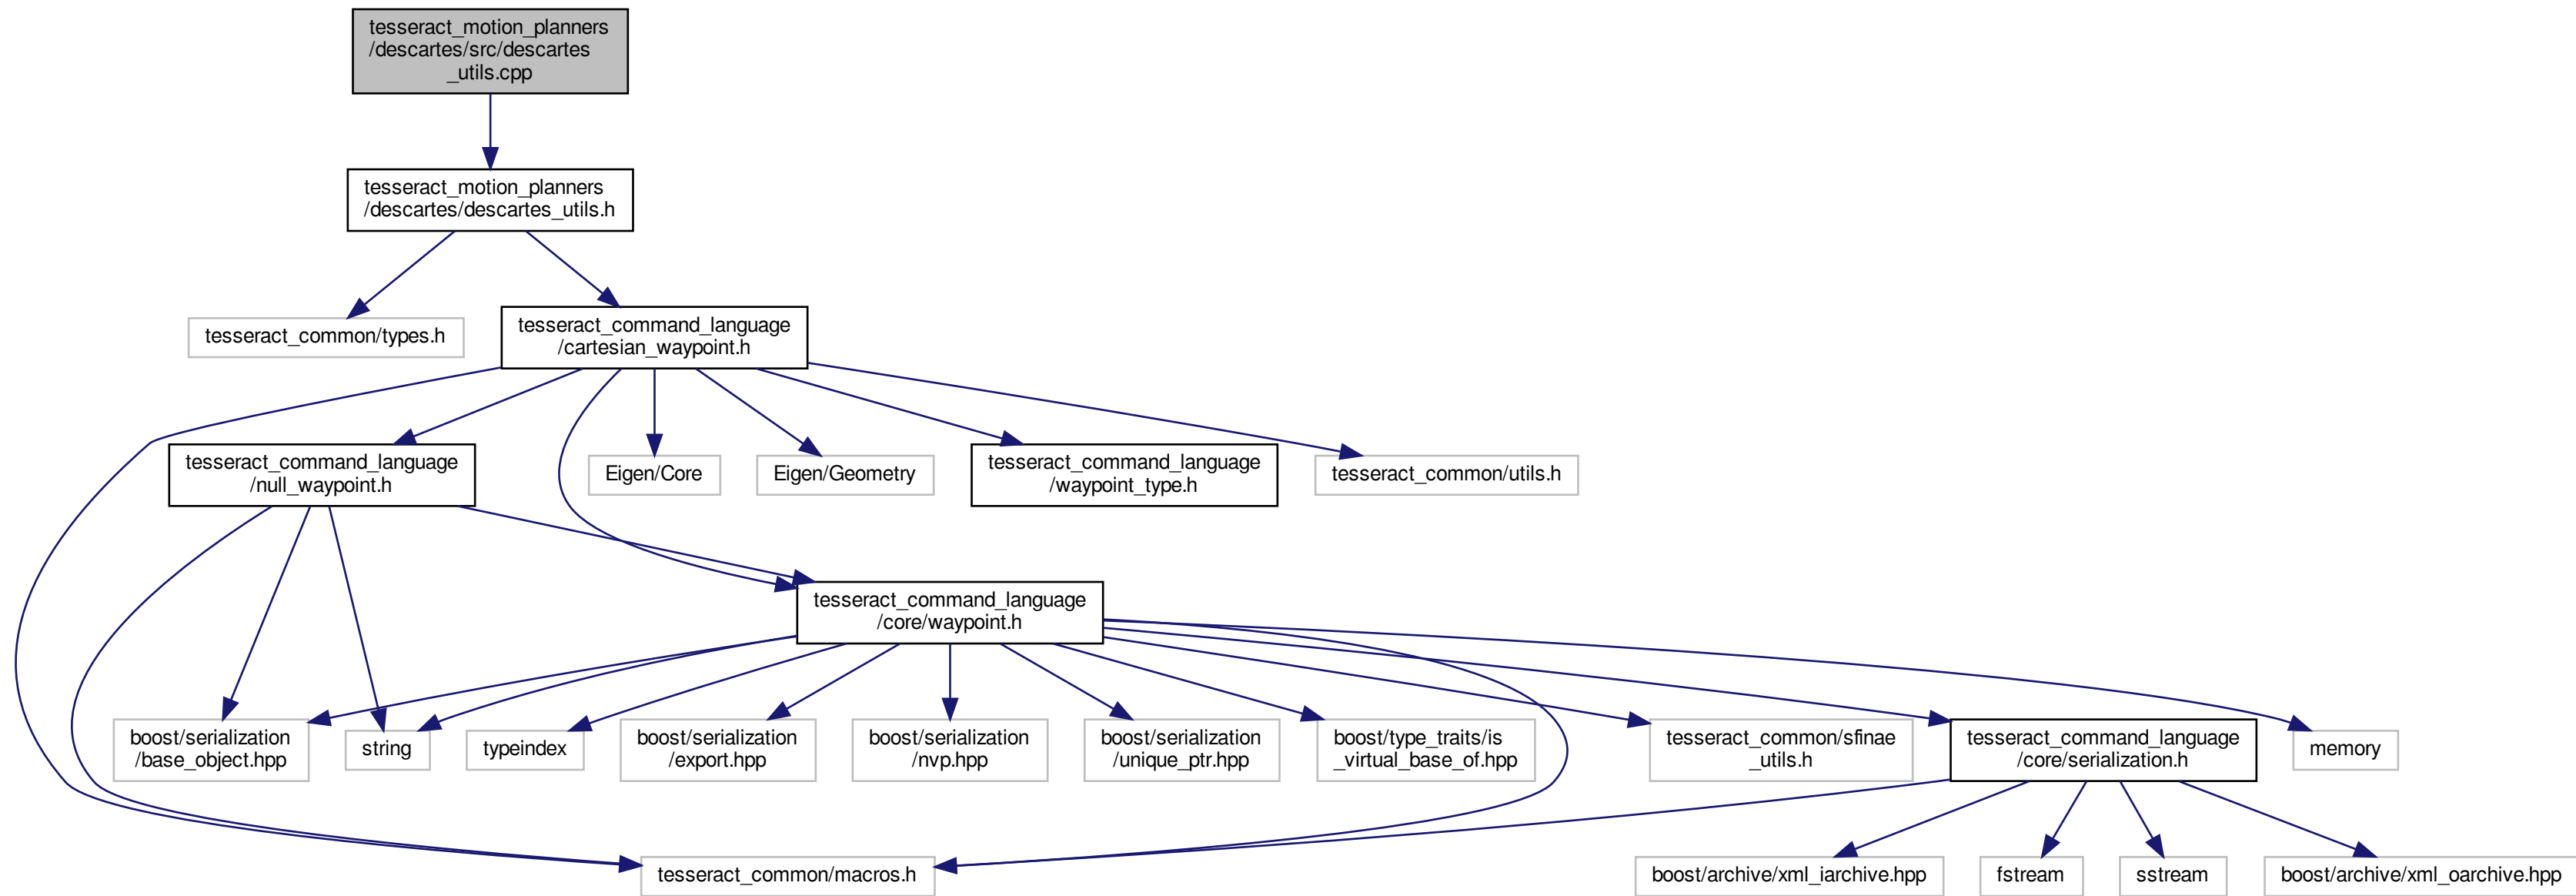 tesseract_motion_planners
/descartes/src/descartes
_utils.cpp
tesseract_motion_planners
/descartes/descartes_utils.h
tesseract_common/types.h
tesseract_command_language
/cartesian_waypoint.h
tesseract_command_language
/null_waypoint.h
Eigen/Core
Eigen/Geometry
tesseract_command_language
/waypoint_type.h
tesseract_common/utils.h
tesseract_command_language
/core/waypoint.h
boost/serialization
/base_object.hpp
string
typeindex
boost/serialization
/export.hpp
boost/serialization
/nvp.hpp
boost/serialization
/unique_ptr.hpp
boost/type_traits/is
_virtual_base_of.hpp
tesseract_common/sfinae
_utils.h
tesseract_command_language
/core/serialization.h
memory
tesseract_common/macros.h
boost/archive/xml_iarchive.hpp
fstream
sstream
boost/archive/xml_oarchive.hpp